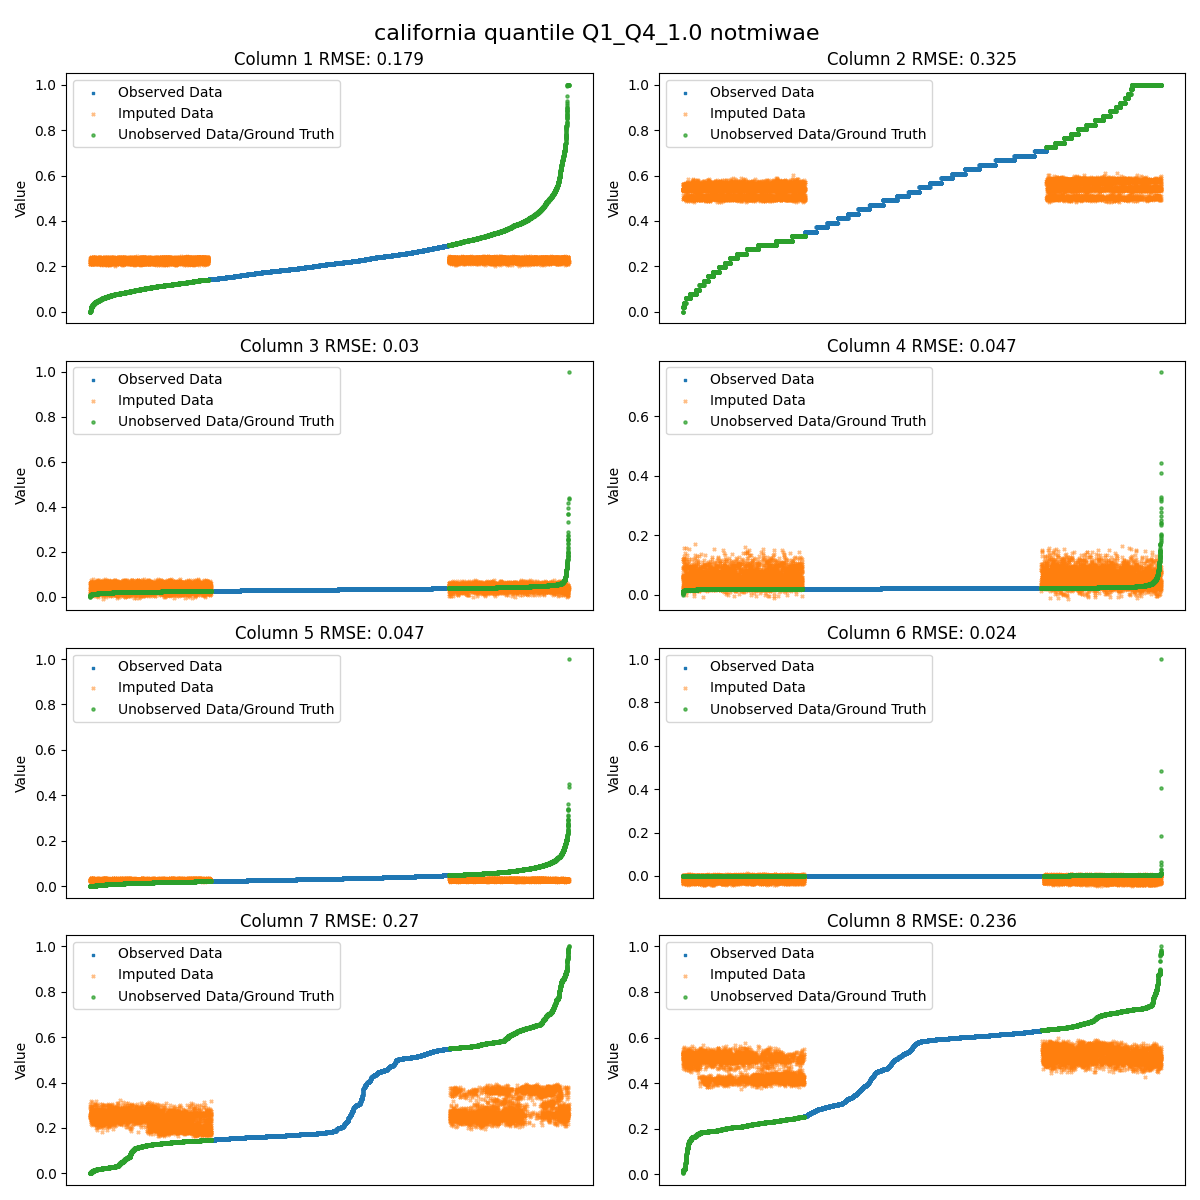 california quantile Q1_Q4_1.0 notmiwae
Column 1 RMSE: 0.179
1.0
0.8
0.6
0.4
0.2
0.0
Value
Observed Data
Imputed Data
Unobserved Data/Ground Truth
Column 2 RMSE: 0.325
1.0
0.8
0.6
0.4
0.2
0.0
Value
Observed Data
Imputed Data
Unobserved Data/Ground Truth
Column 3 RMSE: 0.03
1.0
0.8
0.6
0.4
0.2
0.0
Value
Observed Data
Imputed Data
Unobserved Data/Ground Truth
Column 4 RMSE: 0.047
0.6
0.4
0.2
0.0
Value
Observed Data
Imputed Data
Unobserved Data/Ground Truth
Column 5 RMSE: 0.047
1.0
0.8
0.6
0.4
0.2
0.0
Value
Observed Data
Imputed Data
Unobserved Data/Ground Truth
Column 6 RMSE: 0.024
1.0
0.8
0.6
0.4
0.2
0.0
Value
Observed Data
Imputed Data
Unobserved Data/Ground Truth
Column 7 RMSE: 0.27
1.0
0.8
0.6
0.4
0.2
0.0
Value
Observed Data
Imputed Data
Unobserved Data/Ground Truth
Column 8 RMSE: 0.236
1.0
0.8
0.6
0.4
0.2
0.0
Value
Observed Data
Imputed Data
Unobserved Data/Ground Truth